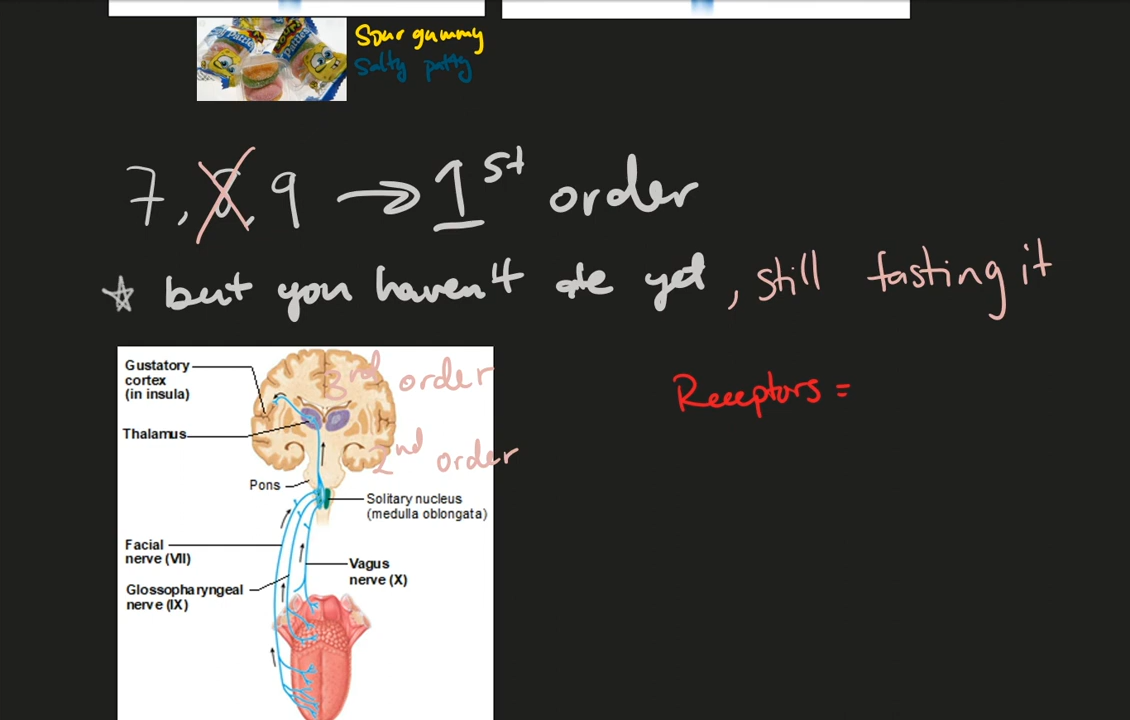 Sour gummy
Salty patty
7, 8, 9 → 1st order
☆ but you haven't ate yet, still tasting it
Gustatory
cortex
(in insula)
3rd order
Receptors =
Thalamus
2nd order
Pons
Solitary nucleus
(medulla oblongata)
Facial
nerve (VII)
Vagus
nerve (X)
Glossopharyngeal
nerve (IX)